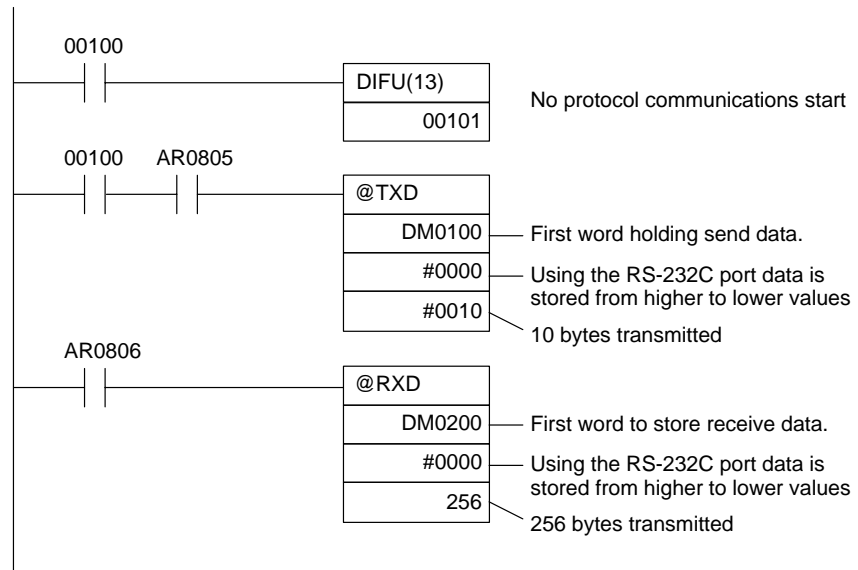 00100
DIFU(13)
00101
No protocol communications start
00100 AR0805
@TXD
DM0100
First word holding send data.
#0000
Using the RS-232C port data is
stored from higher to lower values
#0010
10 bytes transmitted
AR0806
@RXD
DM0200
First word to store receive data.
#0000
Using the RS-232C port data is
stored from higher to lower values
256
256 bytes transmitted